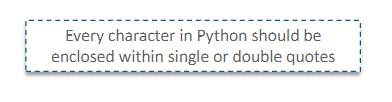 Every character in Python should be
enclosed within single or double quotes